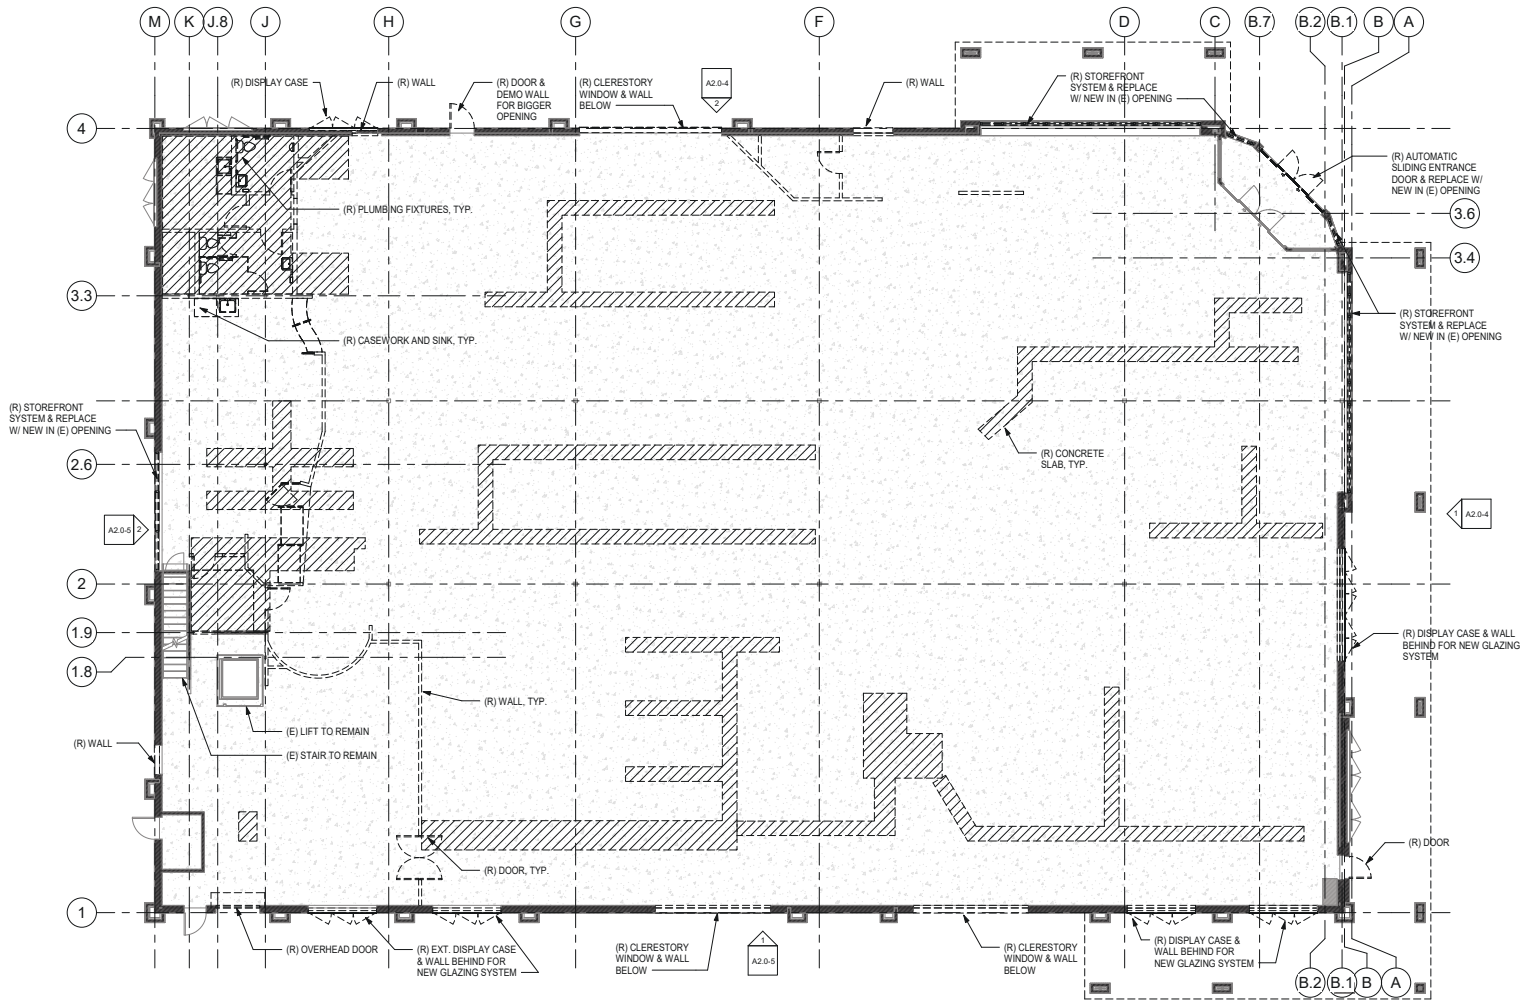 M
K
J.8
J
H
G
F
D
C
B.7
B.2
B.1
B
A
(R) DISPLAY CASE
(R) WALL
(R) DOOR &
DEMO WALL
FOR BIGGER
OPENING
(R) CLERESTORY
WINDOW & WALL
BELOW
A2.0-4
2
(R) WALL
(R) STOREFRONT
SYSTEM & REPLACE
W/ NEW IN (E) OPENING
4
(R) AUTOMATIC
SLIDING ENTRANCE
DOOR & REPLACE W/
NEW IN (E) OPENING
(R) PLUMBING FIXTURES, TYP.
3.6
3.4
3.3
(R) STOREFRONT
SYSTEM & REPLACE
W/ NEW IN (E) OPENING
(R) CASEWORK AND SINK, TYP.
(R) STOREFRONT
SYSTEM & REPLACE
W/ NEW IN (E) OPENING
(R) CONCRETE
SLAB, TYP.
2.6
A2.0-5
2
1
A2.0-4
2
1.9
(R) DISPLAY CASE & WALL
BEHIND FOR NEW GLAZING
SYSTEM
1.8
(R) WALL, TYP.
(E) LIFT TO REMAIN
(R) WALL
(E) STAIR TO REMAIN
(R) DOOR
(R) DOOR, TYP.
1
(R) OVERHEAD DOOR
(R) EXT. DISPLAY CASE
& WALL BEHIND FOR
NEW GLAZING SYSTEM
(R) CLERESTORY
WINDOW & WALL
BELOW
1
A2.0-5
(R) CLERESTORY
WINDOW & WALL
BELOW
(R) DISPLAY CASE &
WALL BEHIND FOR
NEW GLAZING SYSTEM
B.2
B.1
B
A